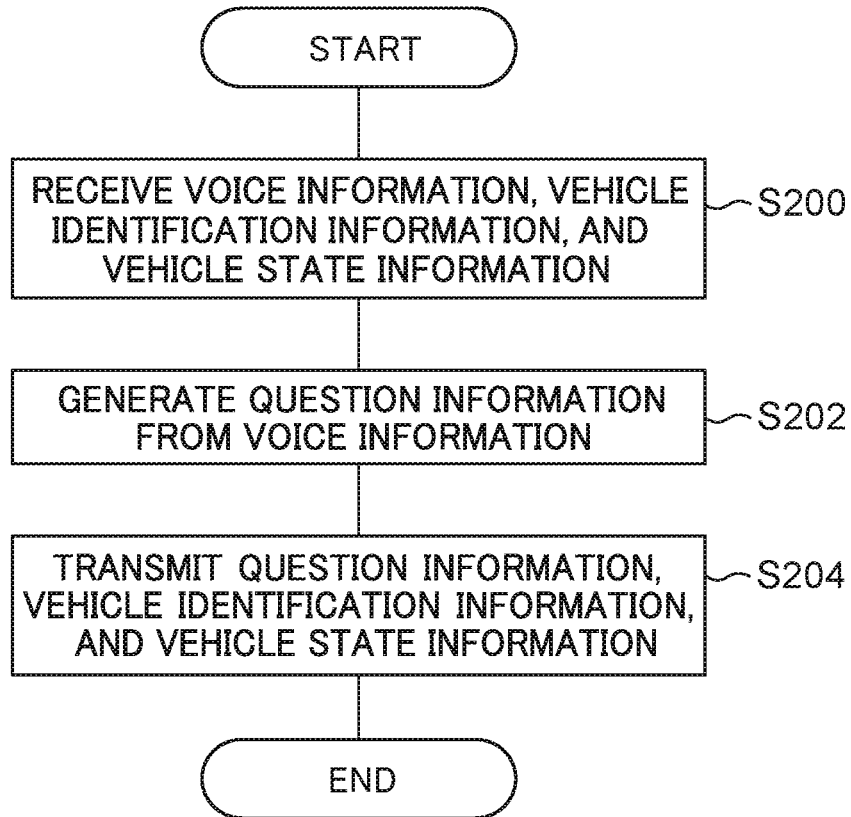 START
RECEIVE VOICE INFORMATION, VEHICLE
IDENTIFICATION INFORMATION, AND
VEHICLE STATE INFORMATION
S200
GENERATE QUESTION INFORMATION
FROM VOICE INFORMATION
S202
TRANSMIT QUESTION INFORMATION,
VEHICLE IDENTIFICATION INFORMATION,
AND VEHICLE STATE INFORMATION
S204
END